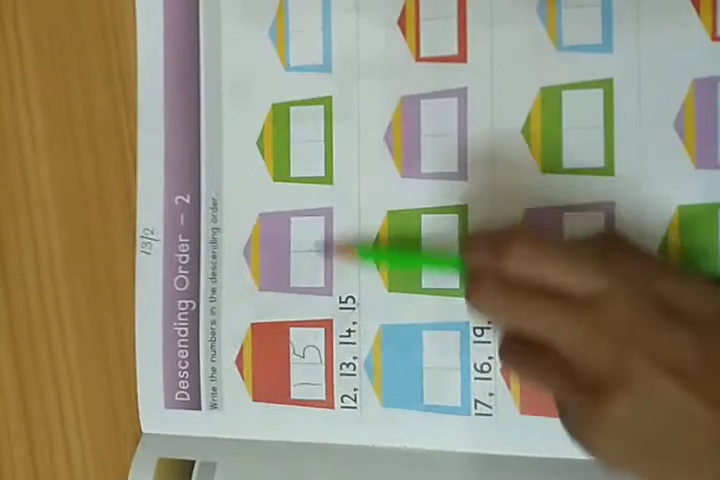 13/2
Descending Order – 2
Write the numbers in the descending order.
15
12, 13, 14, 15
17, 16, 19,